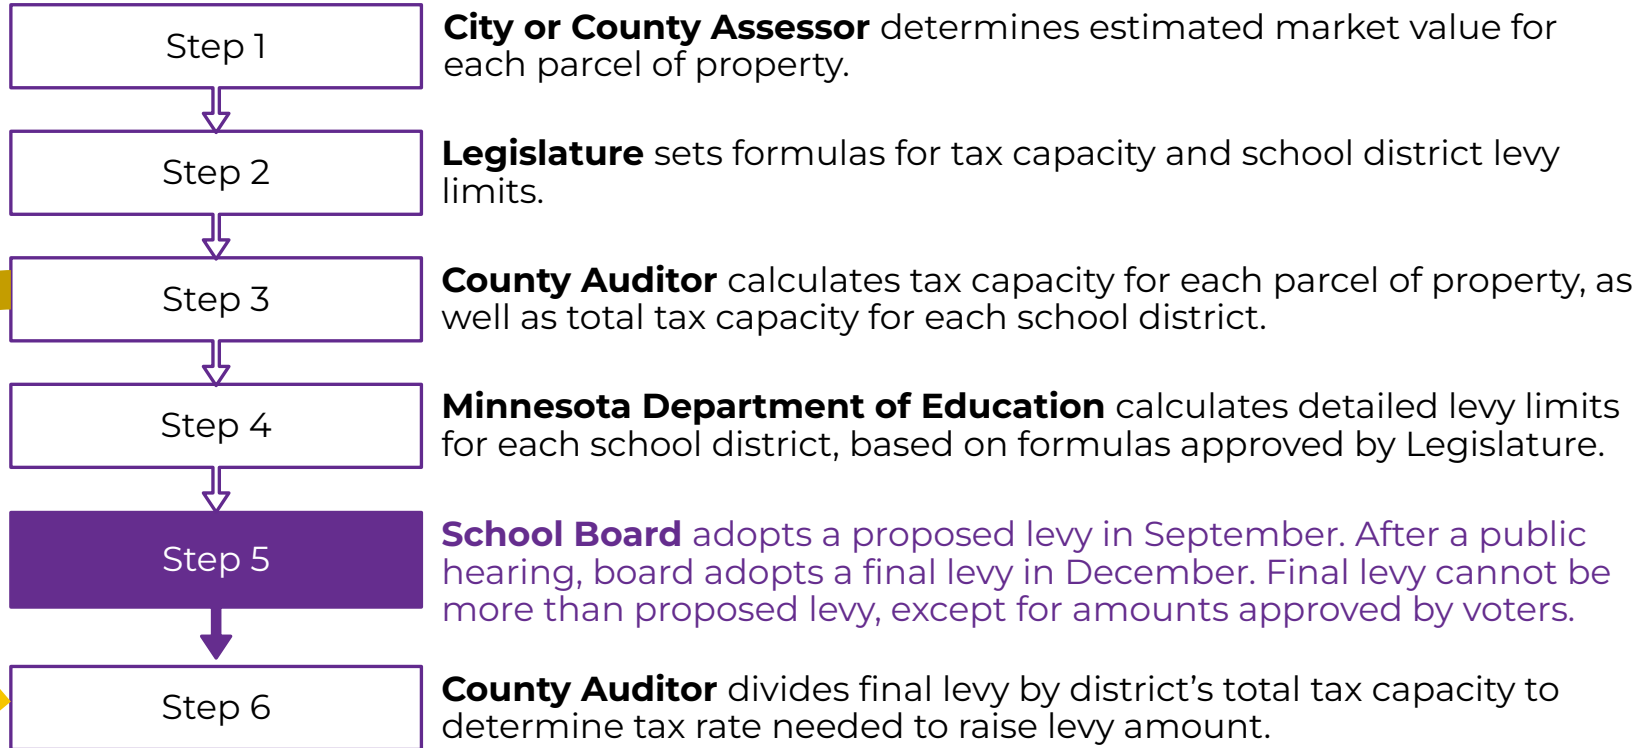 Step 1
City or County Assessor determines estimated market value for
each parcel of property.
Step 2
Legislature sets formulas for tax capacity and school district levy
limits.
Step 3
County Auditor calculates tax capacity for each parcel of property, as
well as total tax capacity for each school district.
Step 4
Minnesota Department of Education calculates detailed levy limits
for each school district, based on formulas approved by Legislature.
Step 5
School Board adopts a proposed levy in September. After a public
hearing, board adopts a final levy in December. Final levy cannot be
more than proposed levy, except for amounts approved by voters.
Step 6
County Auditor divides final levy by district’s total tax capacity to
determine tax rate needed to raise levy amount.